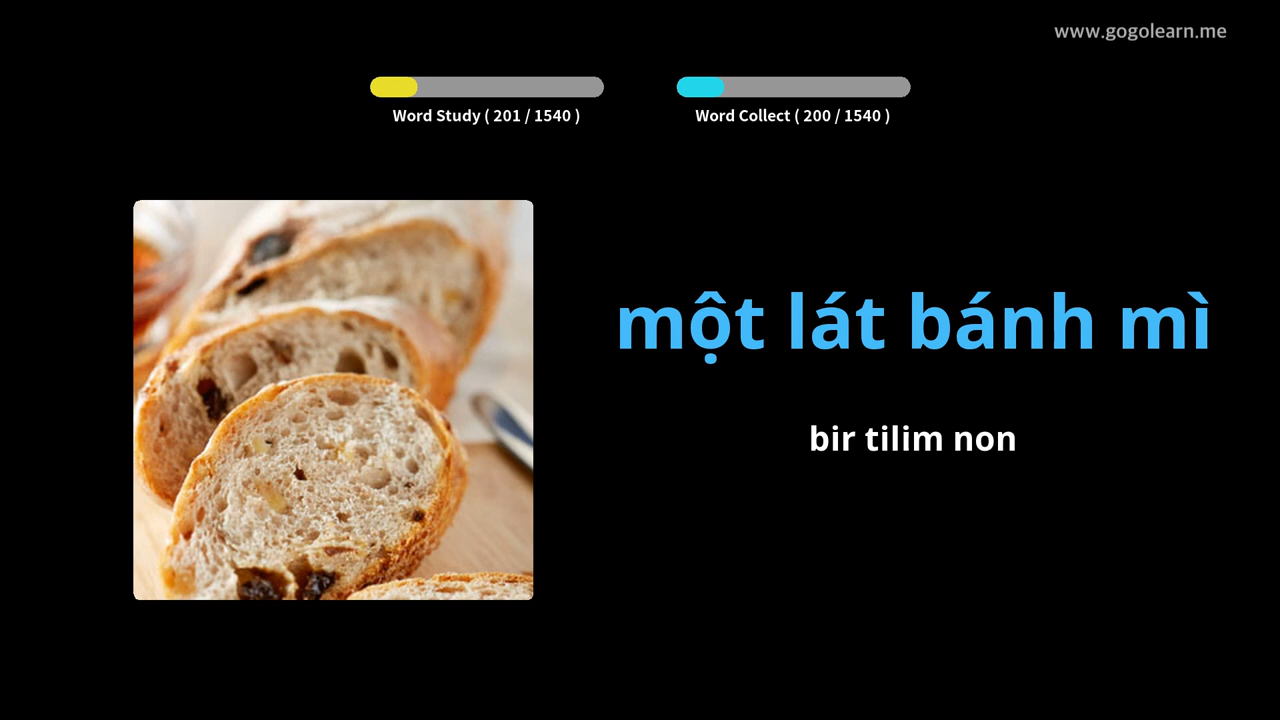 www.gogolearn.me
Word Study ( 201 / 1540 )
Word Collect ( 200 / 1540 )
một lát bánh mì
bir tilim non